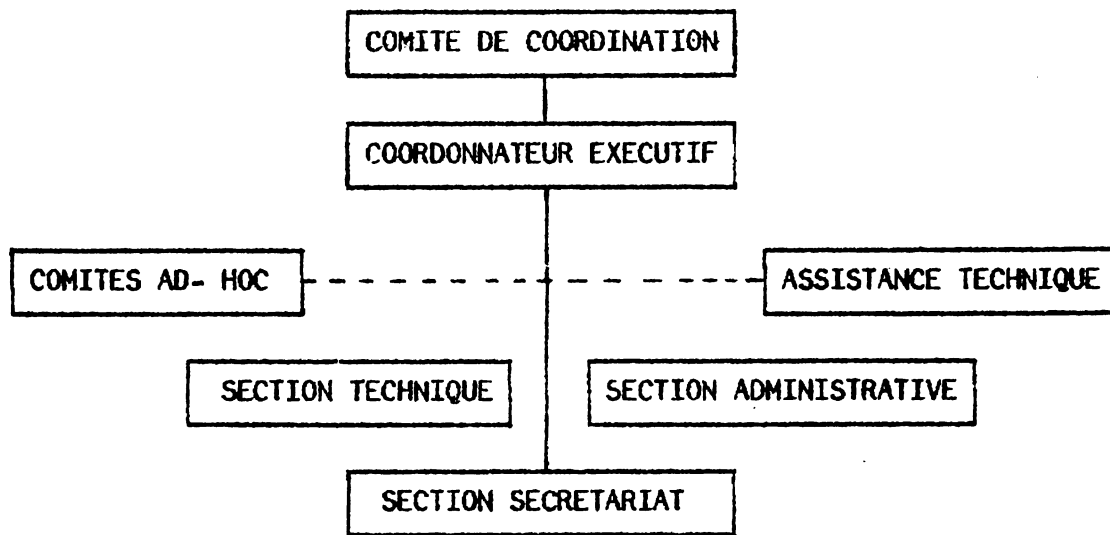 COMITE DE COORDINATION
COORDONNATEUR EXECUTIF
COMITES AD- HOC
ASSISTANCE TECHNIQUE
SECTION TECHNIQUE
SECTION ADMINISTRATIVE
SECTION SECRETARIAT